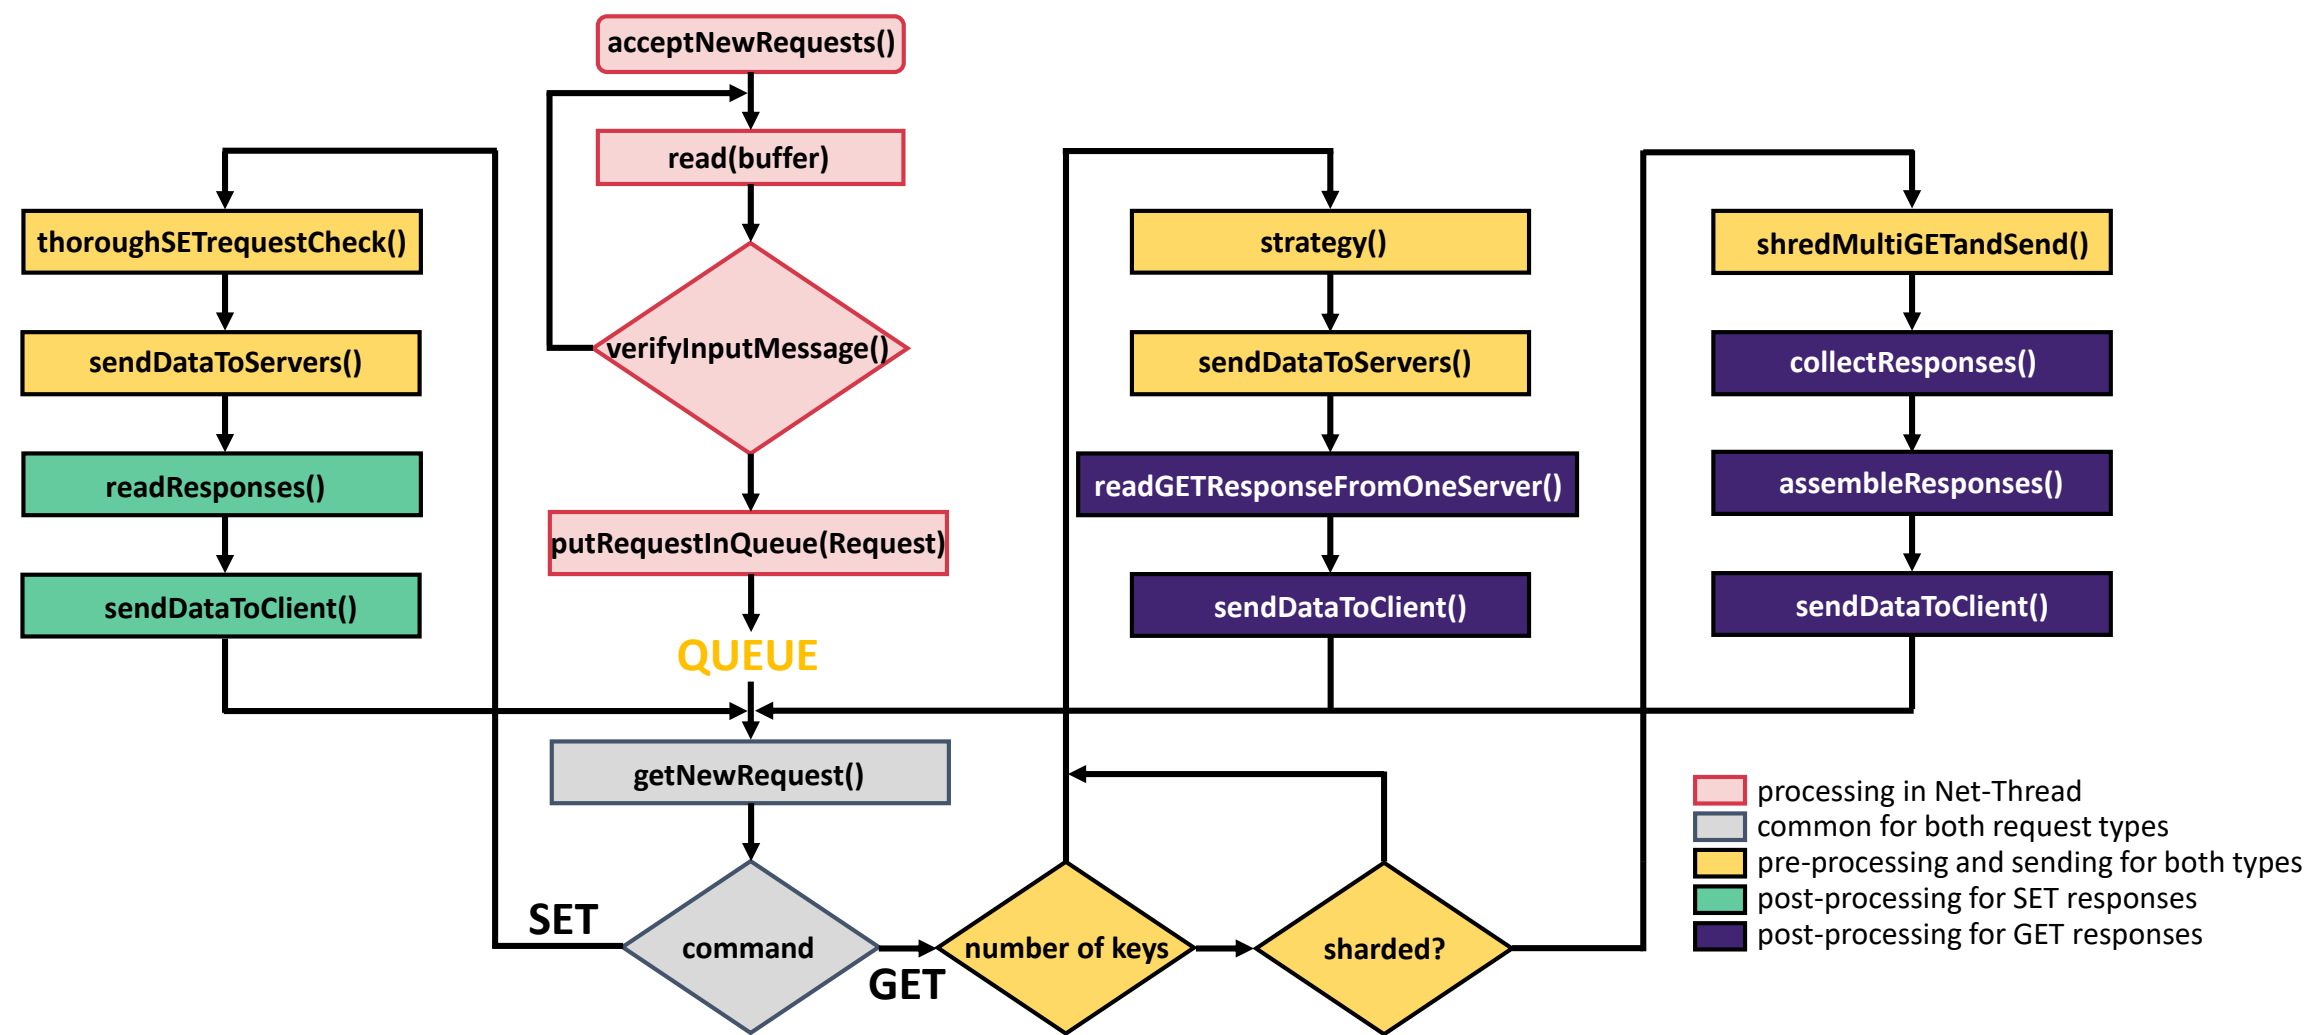 acceptNewRequests()
read(buffer)
thoroughSETrequestCheck()
strategy()
shredMultiGETandSend()
verifyInputMessage()
sendDataToServers()
sendDataToServers()
collectResponses()
readResponses()
readGETResponseFromOneServer()
assembleResponses()
putRequestInQueue(Request)
sendDataToClient()
sendDataToClient()
sendDataToClient()
QUEUE
getNewRequest()
processing in Net-Thread
common for both request types
pre-processing and sending for both types
post-processing for SET responses
post-processing for GET responses
SET
command
GET
number of keys
sharded?